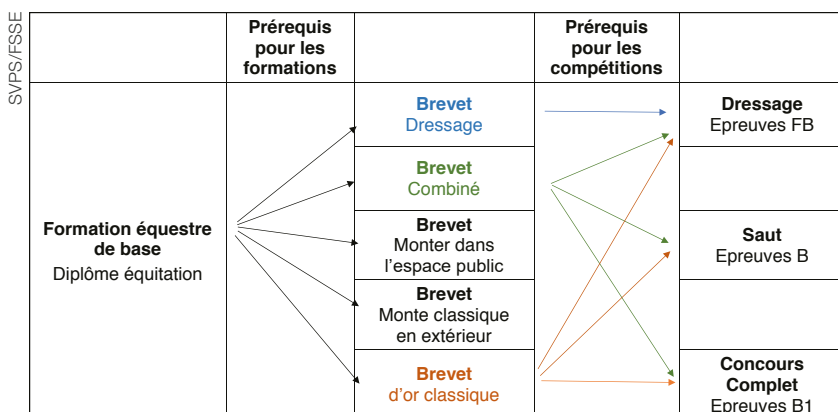 SVPS/FSSE
Prérequis
pour les
formations
Prérequis
pour les
compétitions
Formation équestre
de base
Diplôme équitation
Brevet
Dressage
Brevet
Combiné
Brevet
Monter dans
l’espace public
Brevet
Monte classique
en extérieur
Brevet
d’or classique
Dressage
Epreuves FB
Saut
Epreuves B
Concours
Complet
Epreuves B1